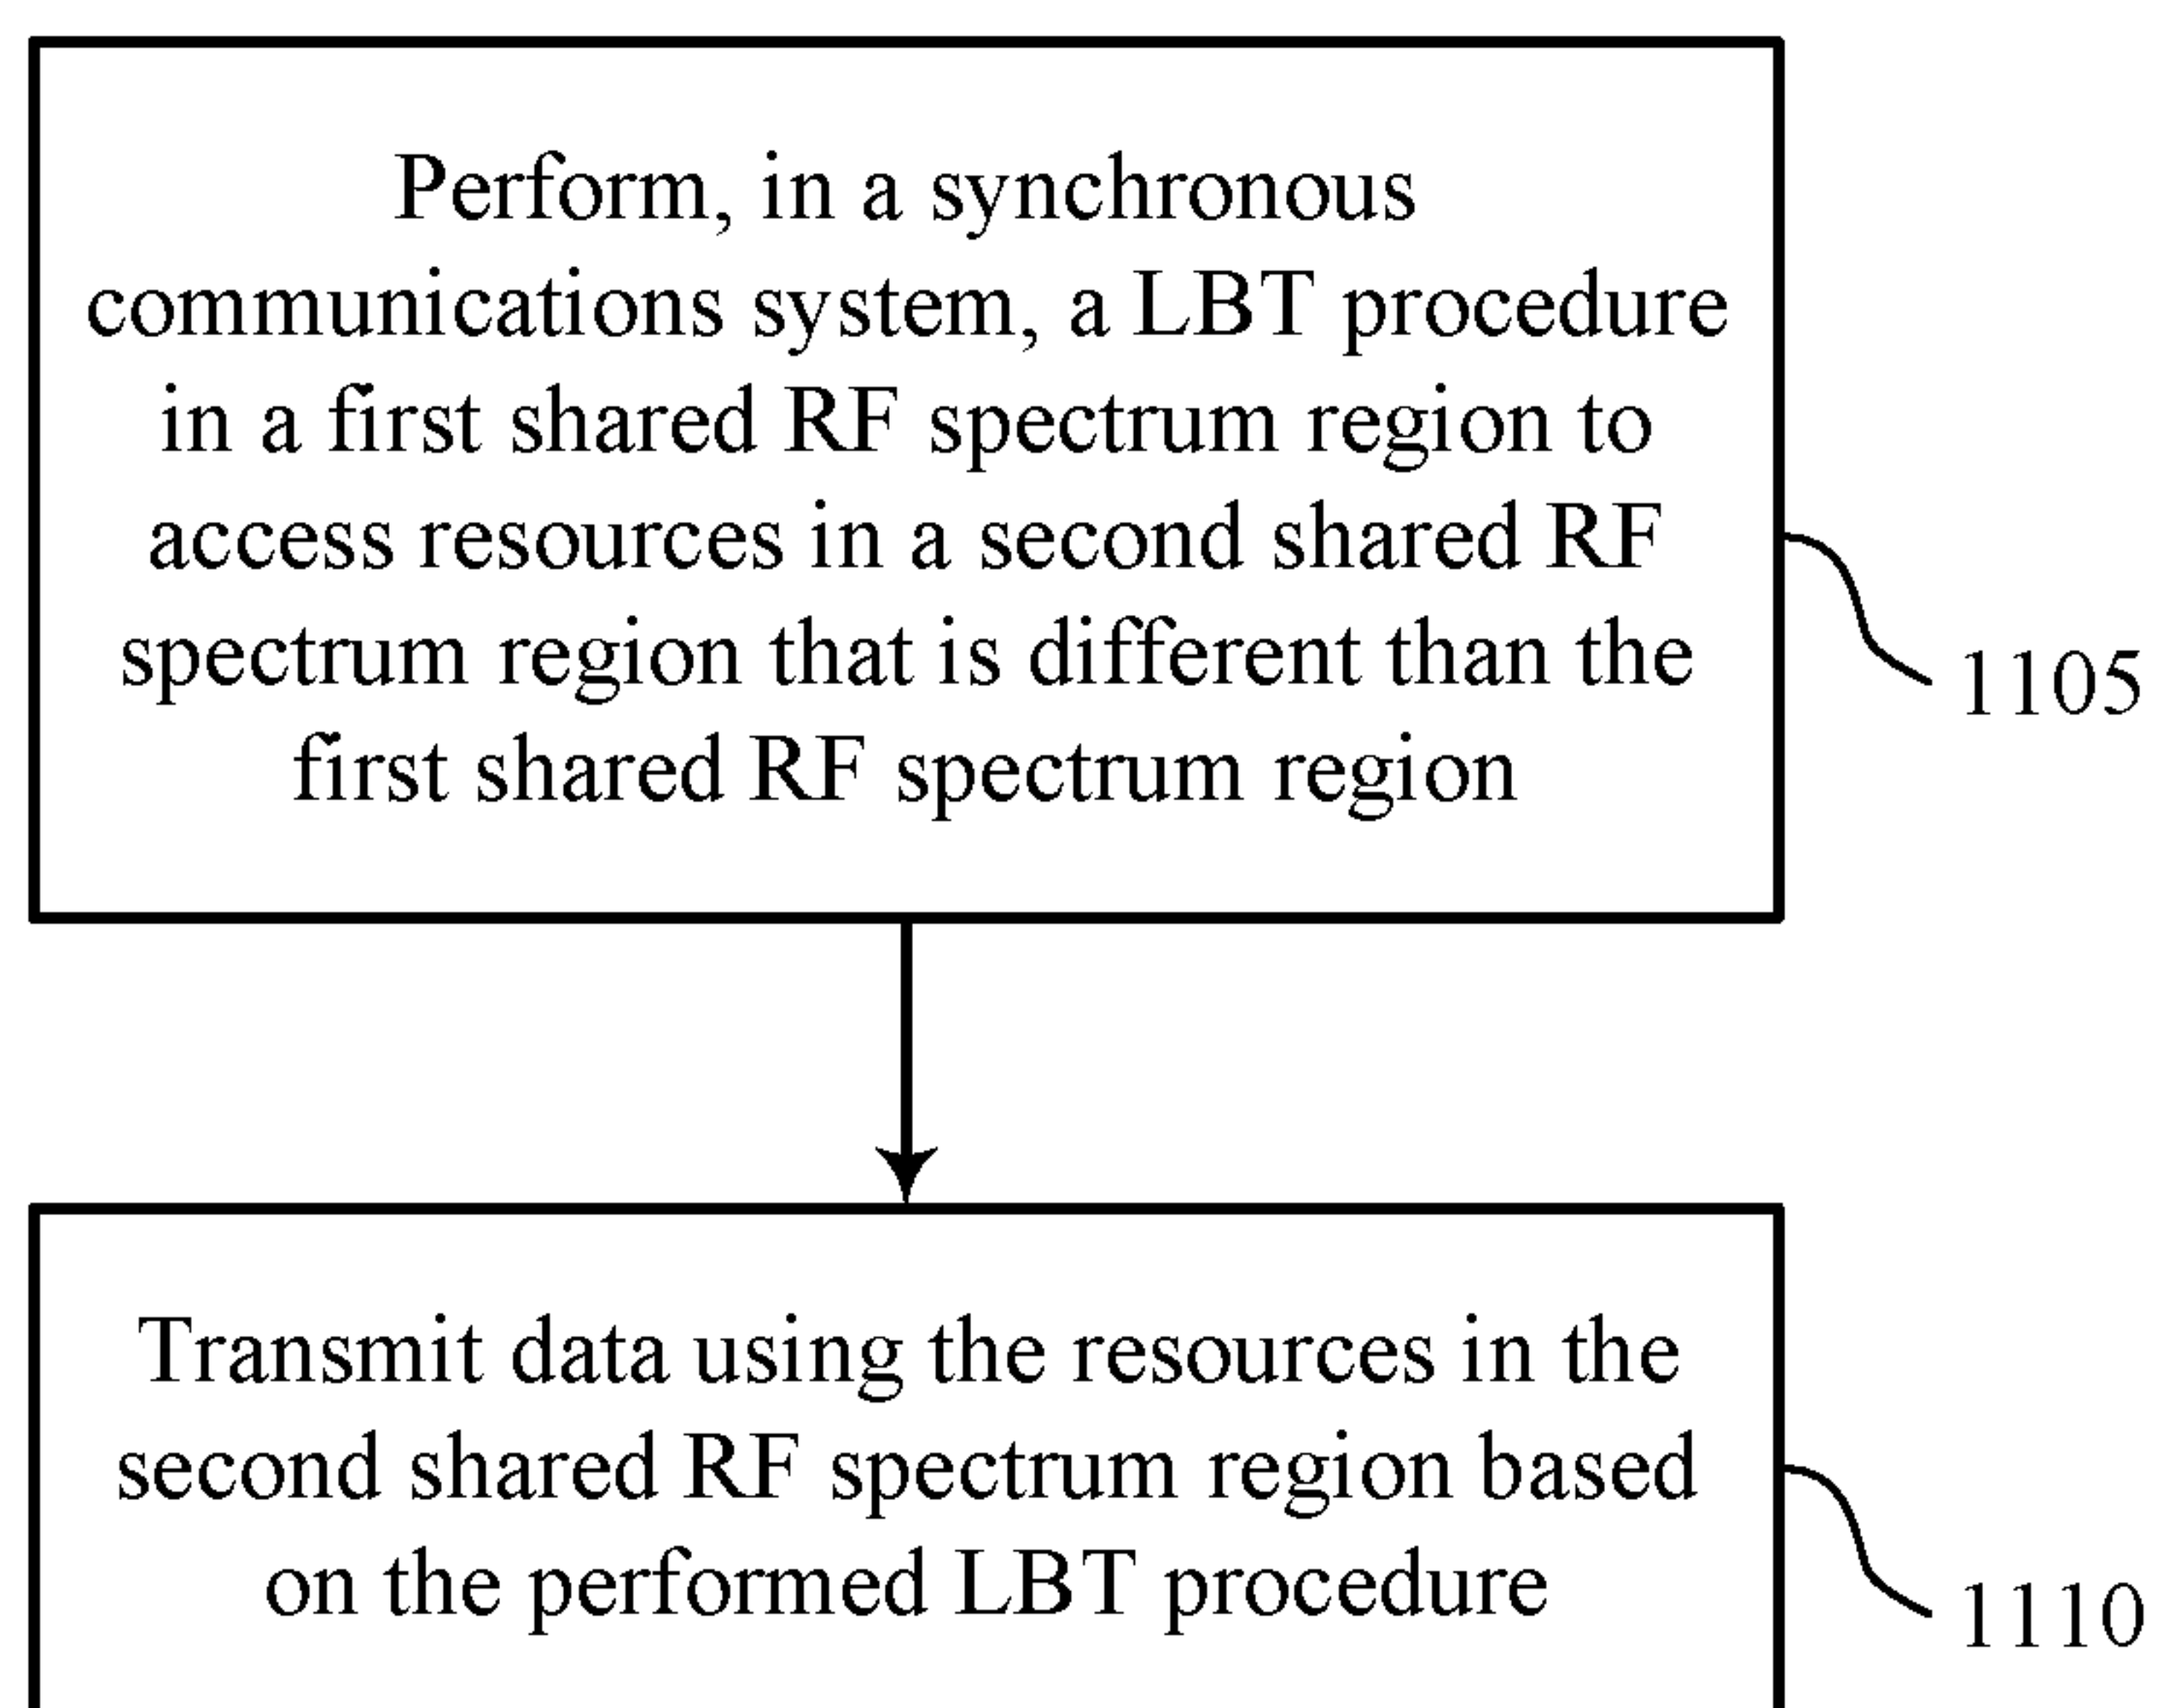 Perform, in a synchronous
communications system, a LBT procedure
in a first shared RF spectrum region to
access resources in a second shared RF
spectrum region that is different than the
first shared RF spectrum region
1105
Transmit data using the resources in the
second shared RF spectrum region based
on the performed LBT procedure
1110